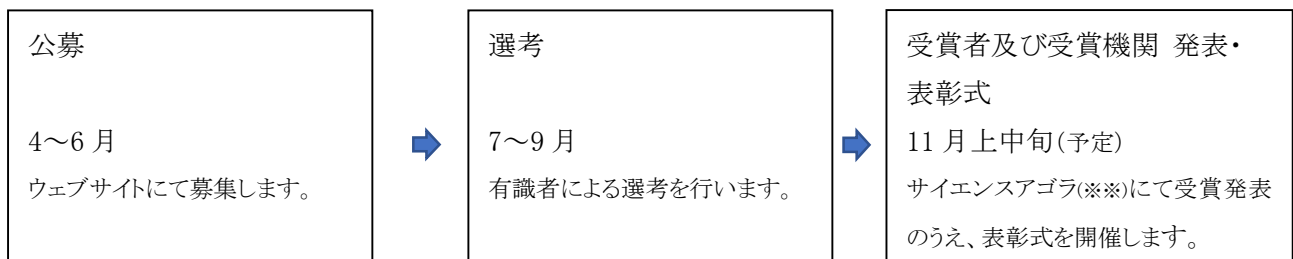 公募
4～6 月
ウェブサイトにて募集します。
選考
7～9 月
有識者による選考を行います。
受賞者及び受賞機関 発表・
表彰式
11 月上中旬(予定)
サイエンスアゴラ(※※)にて受賞発表
のうえ、表彰式を開催します。